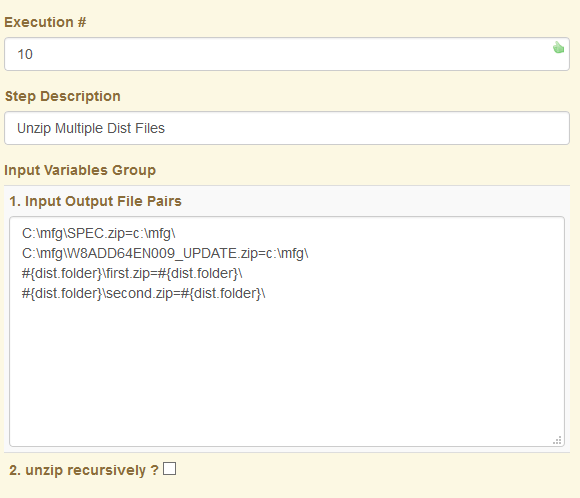 Execution #
10
Step Description
Unzip Multiple Dist Files
Input Variables Group
1. Input Output File Pairs
C:\mfg\SPEC.zip=c:\mfg\
C:\mfg\W8ADD64EN009_UPDATE.zip=c:\mfg\
#{dist.folder}\first.zip=#{dist.folder}\
#{dist.folder}\second.zip=#{dist.folder}\
2. unzip recursively ?